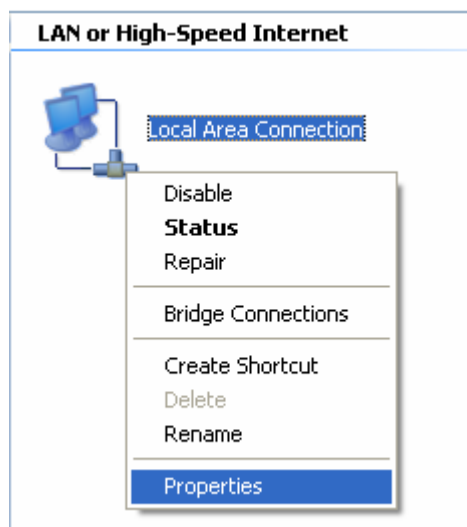 LAN or High-Speed Internet
Local Area Connection
Disable
Status
Repair
Bridge Connections
Create Shortcut
Delete
Rename
Properties